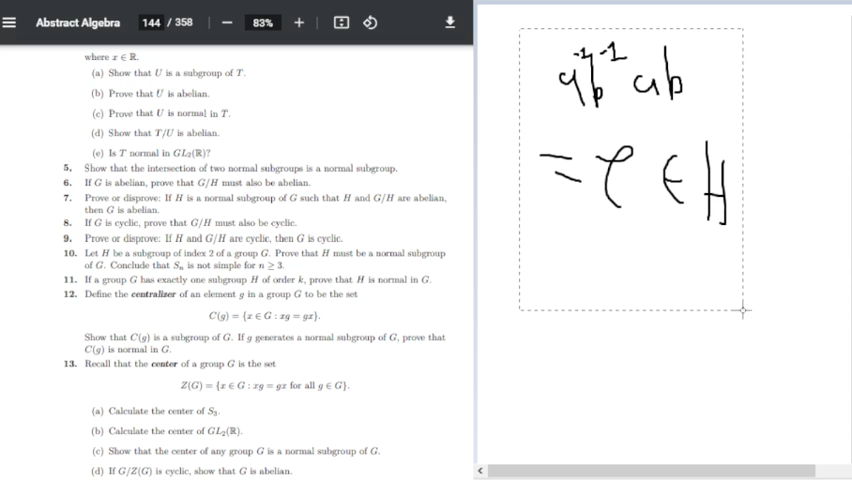 Abstract Algebra 144 / 358 — 83% +
where x ∈ ℝ.
(a) Show that U is a subgroup of T.
(b) Prove that U is abelian.
(c) Prove that U is normal in T.
(d) Show that T/U is abelian.
(e) Is T normal in GL₂(ℝ)?
5. Show that the intersection of two normal subgroups is a normal subgroup.
6. If G is abelian, prove that G/H must also be abelian.
7. Prove or disprove: If H is a normal subgroup of G such that H and G/H are abelian,
then G is abelian.
8. If G is cyclic, prove that G/H must also be cyclic.
9. Prove or disprove: If H and G/H are cyclic, then G is cyclic.
10. Let H be a subgroup of index 2 of a group G. Prove that H must be a normal subgroup
of G. Conclude that Sₙ is not simple for n ≥ 3.
11. If a group G has exactly one subgroup H of order k, prove that H is normal in G.
12. Define the centralizer of an element g in a group G to be the set
C(g) = {x ∈ G : xg = gx}.
Show that C(g) is a subgroup of G. If g generates a normal subgroup of G, prove that
C(g) is normal in G.
13. Recall that the center of a group G is the set
Z(G) = {x ∈ G : xg = gx for all g ∈ G}.
(a) Calculate the center of S₃.
(b) Calculate the center of GL₂(ℝ).
(c) Show that the center of any group G is a normal subgroup of G.
(d) If G/Z(G) is cyclic, show that G is abelian.
a⁻¹b⁻¹ab
= e ∈ H